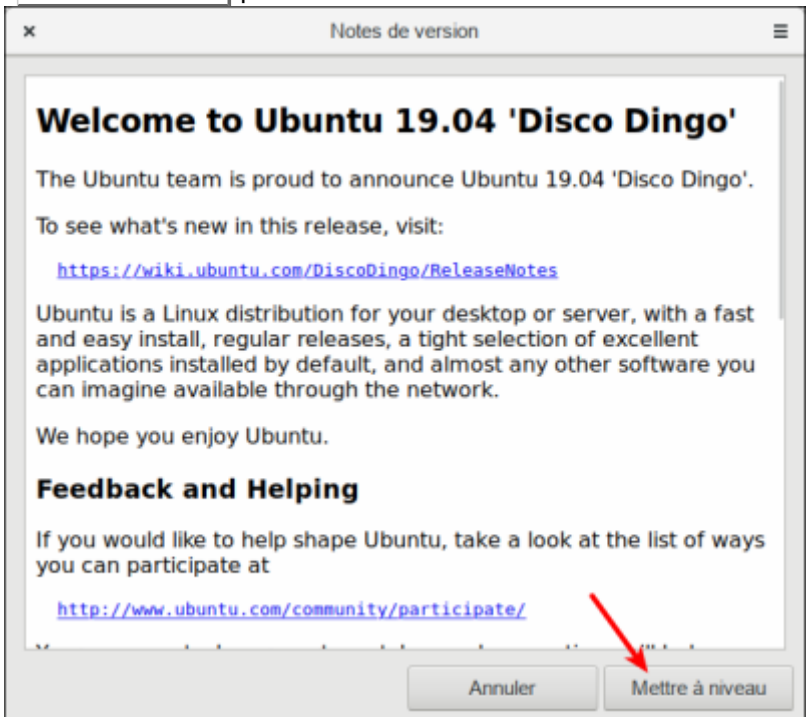 Notes de version
Welcome to Ubuntu 19.04 'Disco Dingo'
The Ubuntu team is proud to announce Ubuntu 19.04 'Disco Dingo'.
To see what's new in this release, visit:
https://wiki.ubuntu.com/DiscoDingo/ReleaseNotes
Ubuntu is a Linux distribution for your desktop or server, with a fast
and easy install, regular releases, a tight selection of excellent
applications installed by default, and almost any other software you
can imagine available through the network.
We hope you enjoy Ubuntu.
Feedback and Helping
If you would like to help shape Ubuntu, take a look at the list of ways
you can participate at
http://www.ubuntu.com/community/participate/
Annuler
Mettre à niveau